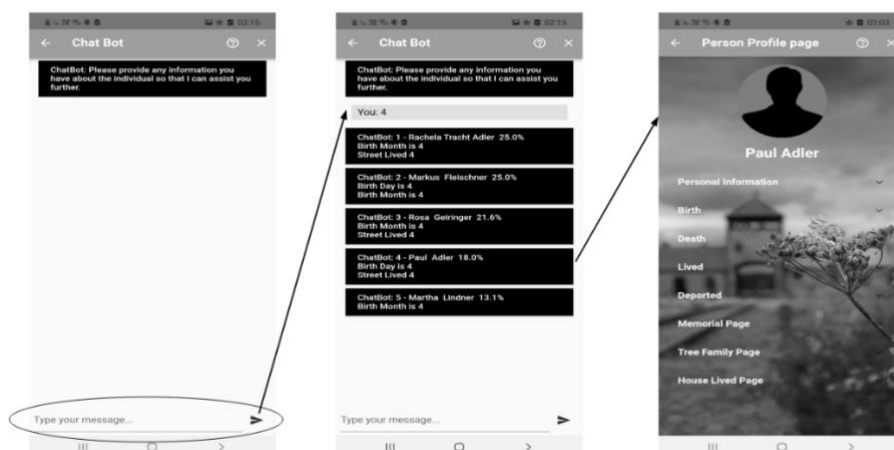 02:15
Chat Bot
ChatBot: Please provide any information you
have about the individual so that I can assist you
further.
Type your message...
02:15
Chat Bot
ChatBot: Please provide any information you
have about the individual so that I can assist you
further.
You: 4
ChatBot: 1 - Rachela Tracht Adler 25.0%
Birth Month is 4
Street Lived 4
ChatBot: 2 - Markus Fleischner 25.0%
Birth Day is 4
Birth Month is 4
ChatBot: 3 - Rosa Geiringer 21.6%
Birth Month is 4
Street Lived 4
ChatBot: 4 - Paul Adler 18.0%
Birth Day is 4
Street Lived 4
ChatBot: 5 - Martha Lindner 13.1%
Birth Month is 4
Type your message...
02:03
Person Profile page
Paul Adler
Personal Information
Birth
Death
Lived
Deported
Memorial Page
Tree Family Page
House Lived Page